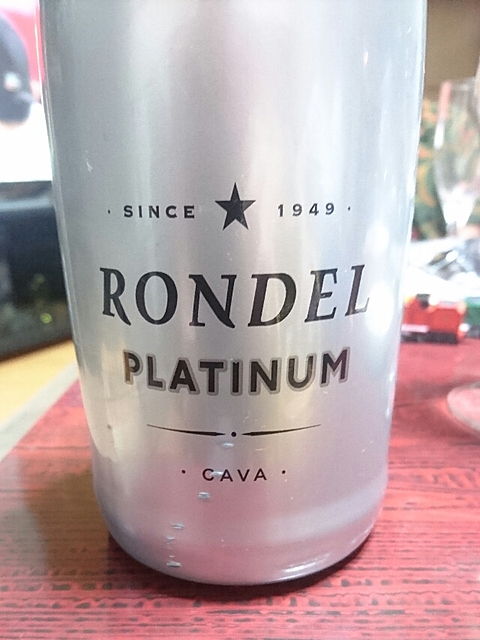 · SINCE ★ 1949 ·
RONDEL
PLATINUM
· CAVA ·